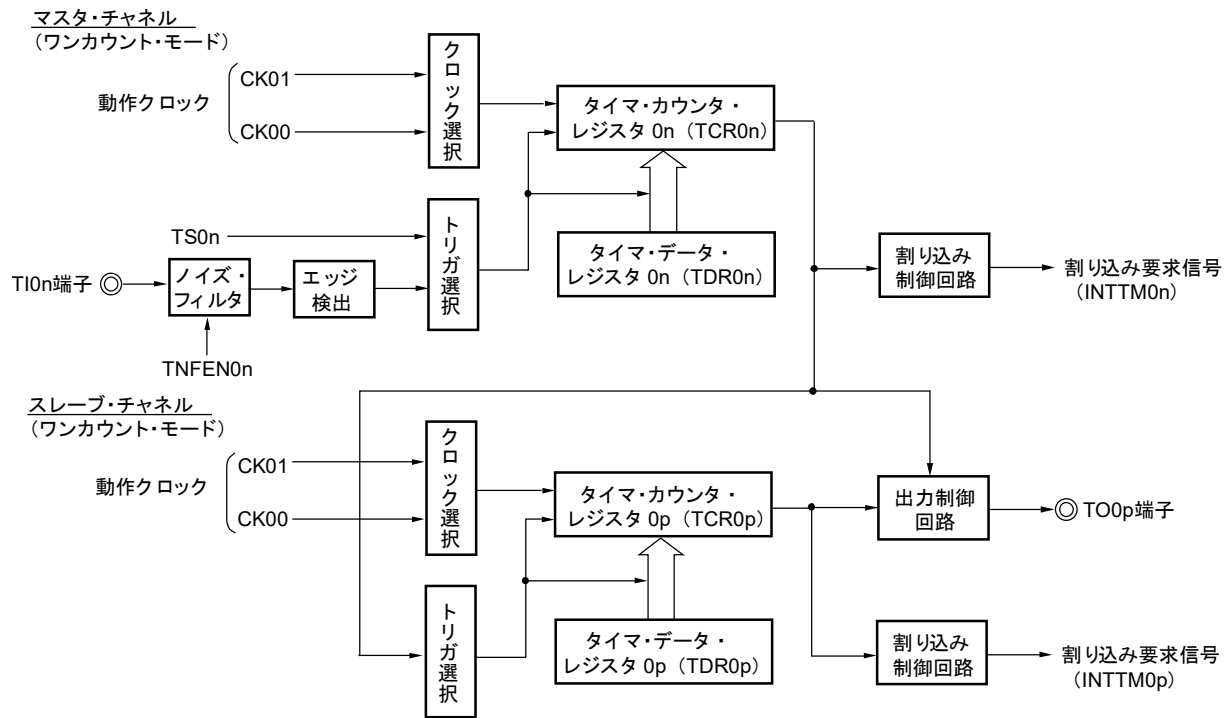 マスタ・チャネル
(ワンカウント・モード)
動作クロック
CK01
CK00
クロック選択
タイマ・カウンタ・
レジスタ 0n (TCR0n)
TS0n
トリガ選択
タイマ・データ・
レジスタ 0n (TDR0n)
TI0n端子
ノイズ・
フィルタ
エッジ
検出
TNFEN0n
割り込み
制御回路
割り込み要求信号
(INTTM0n)
スレーブ・チャネル
(ワンカウント・モード)
動作クロック
CK01
CK00
クロック選択
タイマ・カウンタ・
レジスタ 0p (TCR0p)
出力制御
回路
TO0p端子
トリガ選択
タイマ・データ・
レジスタ 0p (TDR0p)
割り込み
制御回路
割り込み要求信号
(INTTM0p)